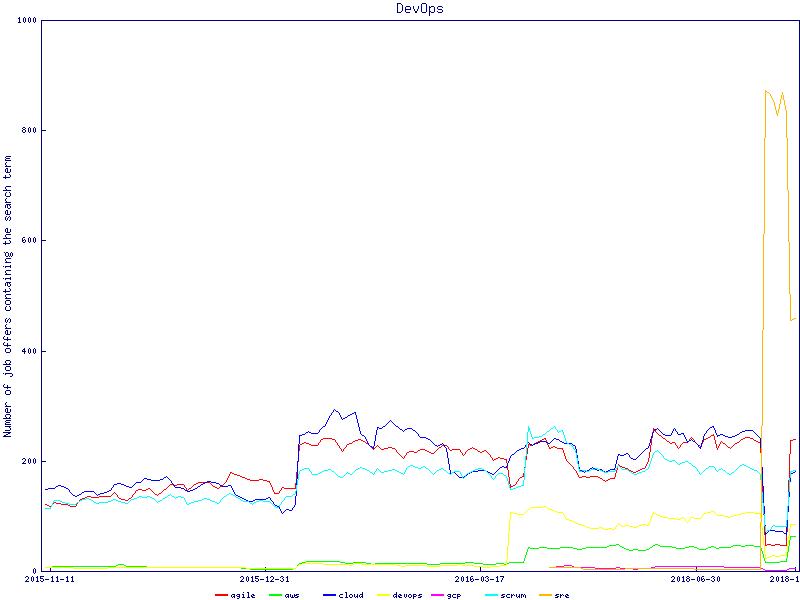 DevOps
1000
800
600
400
200
0
Number of job offers containing the search term
2015-11-11 2015-12-31 2016-03-17 2018-06-30 2018-1
agile aws cloud devops gcp scrum sre